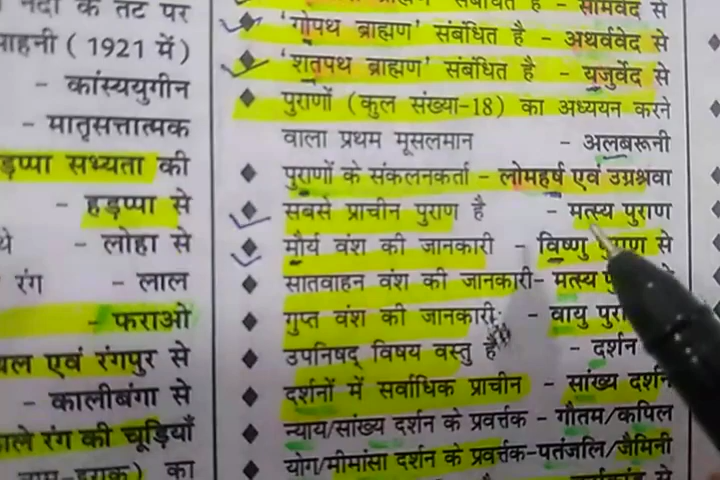 नदी के तट पर
(1921 में)
- कांस्ययुगीन
- मातृसत्तात्मक
सभ्यता की
- हड़प्पा से
- लोहा से
रंग - लाल
- फराओ
एवं रंगपुर से
- कालीबंगा से
रंग की चूड़ियाँ
का
संबंधित है - सामवेद से
◆ 'गोपथ ब्राह्मण' संबंधित है - अथर्ववेद से
◆ 'शतपथ ब्राह्मण' संबंधित है - यजुर्वेद से
◆ पुराणों (कुल संख्या-18) का अध्ययन करने
वाला प्रथम मूसलमान - अलबरूनी
◆ पुराणों के संकलनकर्ता - लोमहर्ष एवं उग्रश्रवा
◆ सबसे प्राचीन पुराण है - मत्स्य पुराण
◆ मौर्य वंश की जानकारी - विष्णु पुराण से
◆ सातवाहन वंश की जानकारी- मत्स्य
◆ गुप्त वंश की जानकारी - वायु
◆ उपनिषद् विषय वस्तु है - दर्शन
◆ दर्शनों में सर्वाधिक प्राचीन - सांख्य दर्शन
◆ न्याय/सांख्य दर्शन के प्रवर्तक - गौतम/कपिल
◆ योग/मीमांसा दर्शन के प्रवर्तक-पतंजलि/जैमिनी